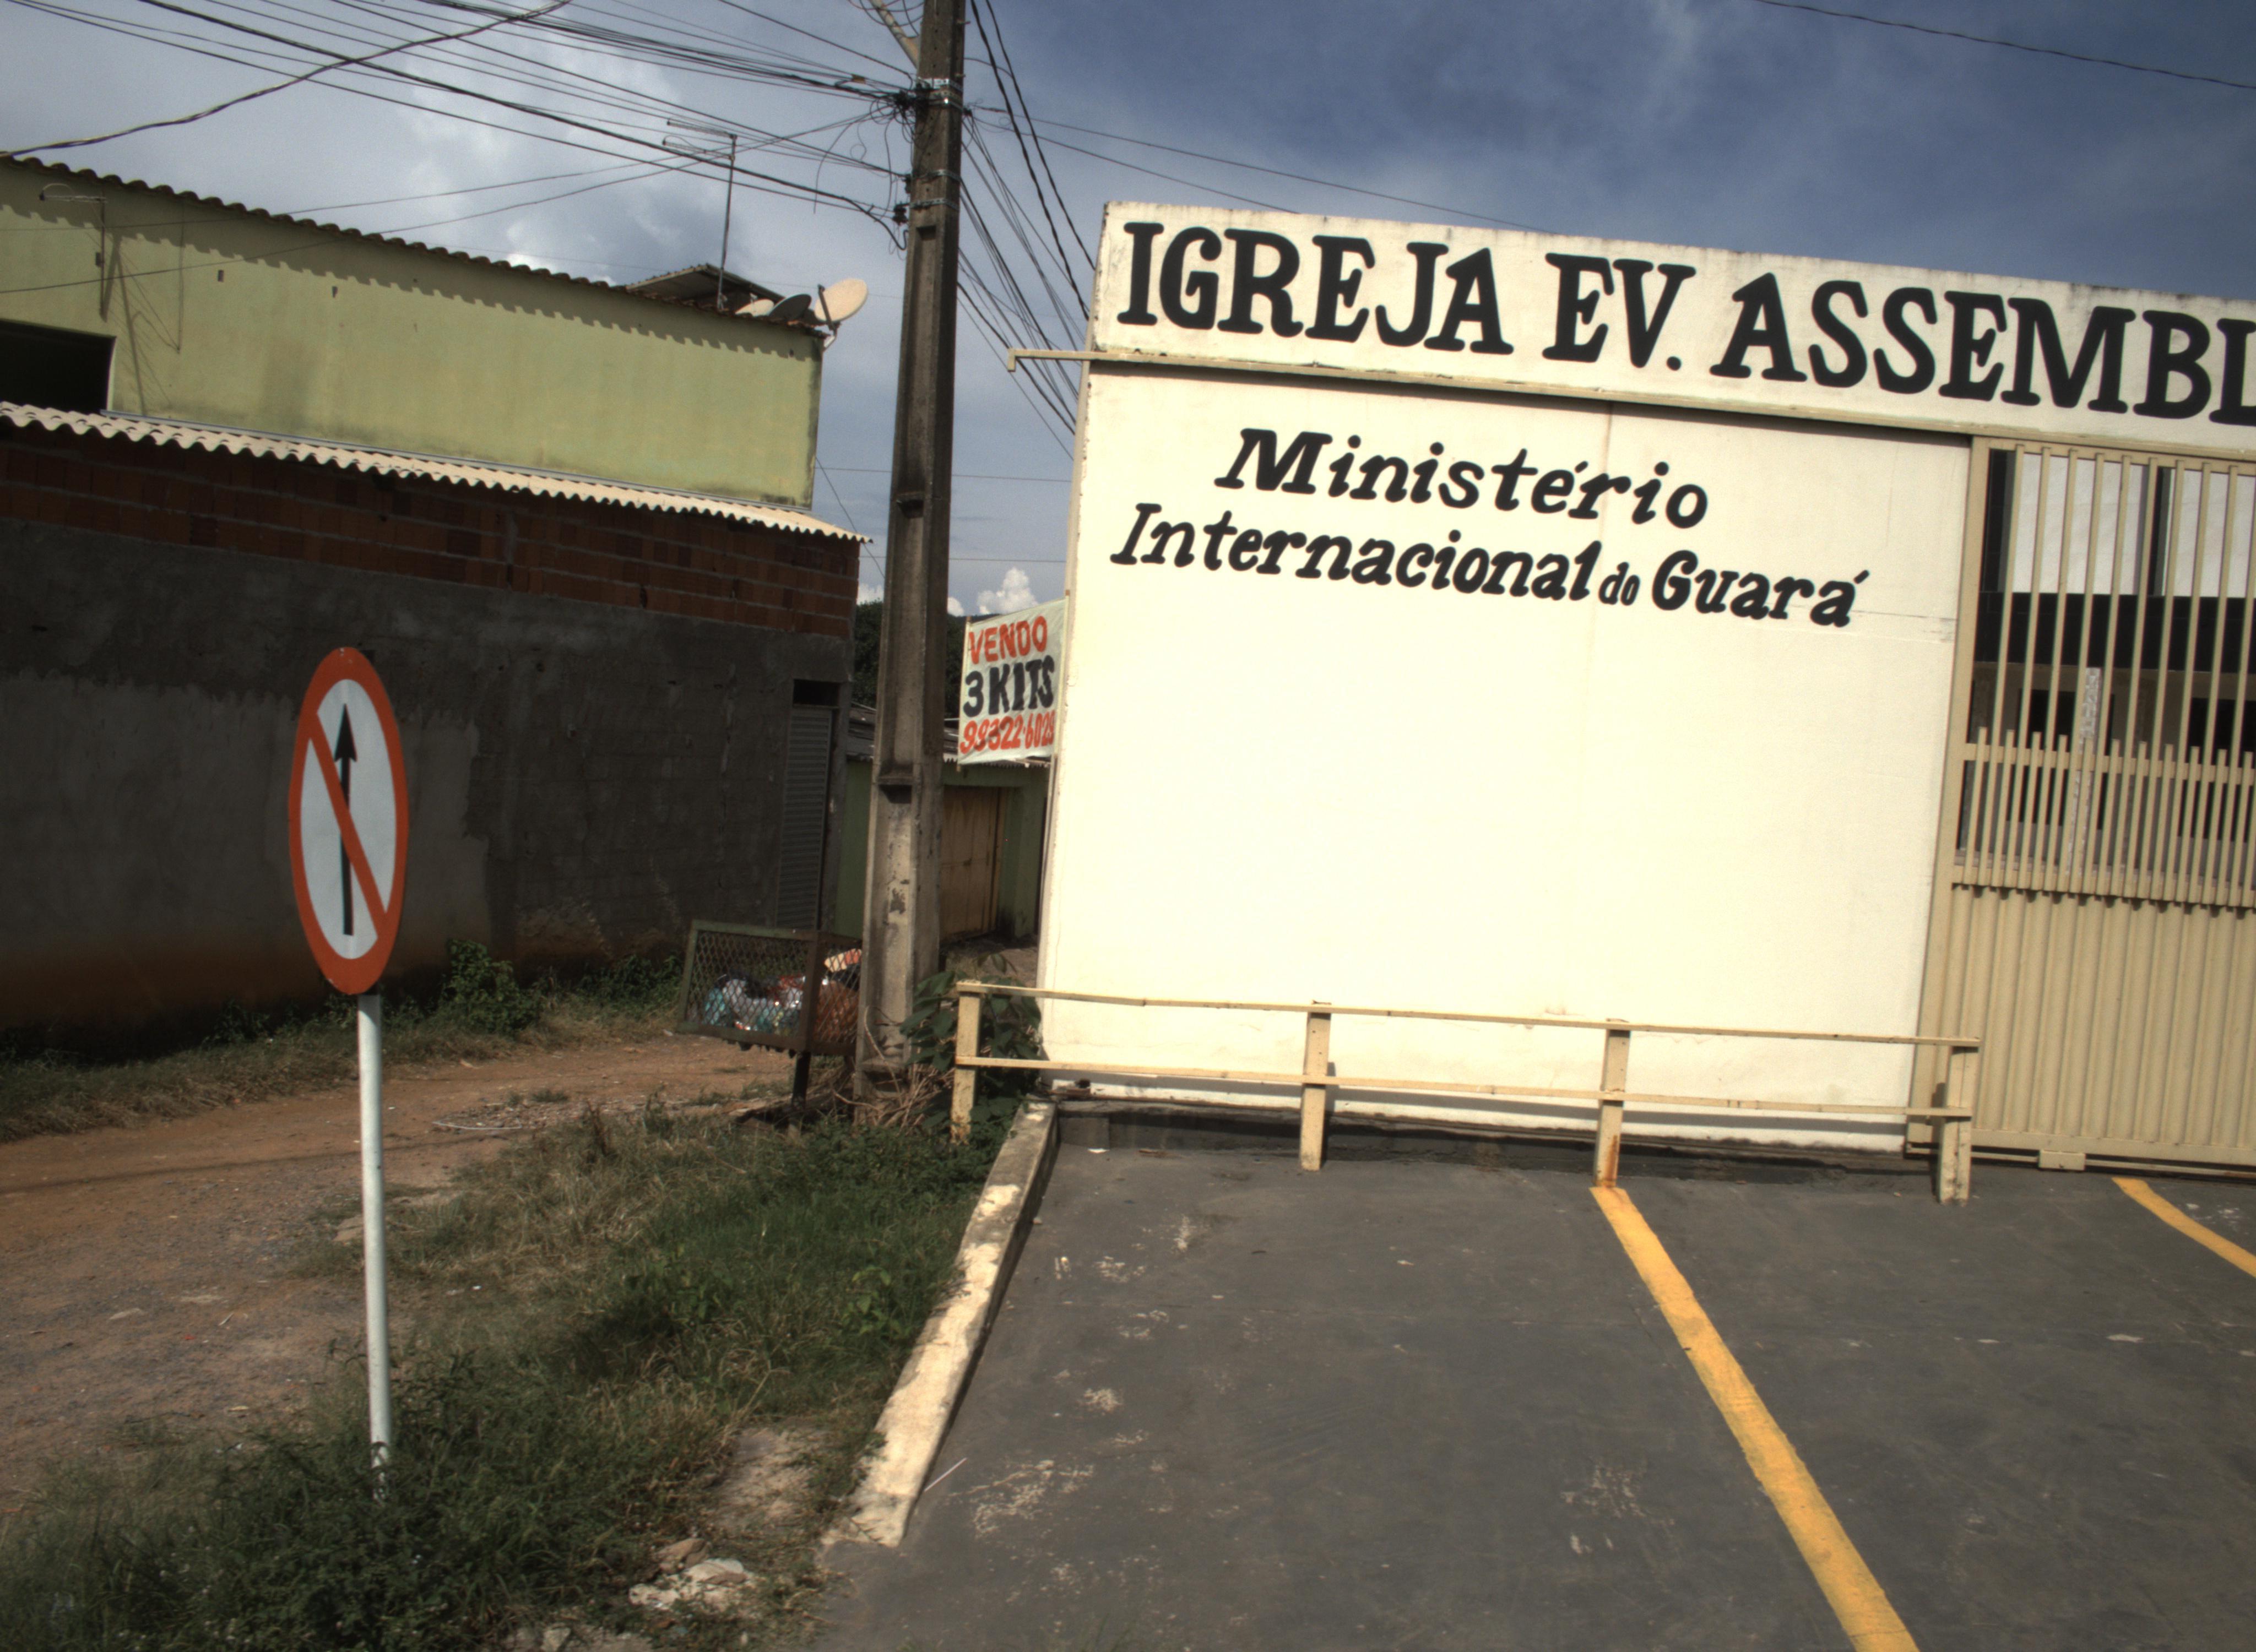 IGREJA EV. ASSEMBL
Ministério
Internacional do Guará
VENDO
3 KITS
99322-6029